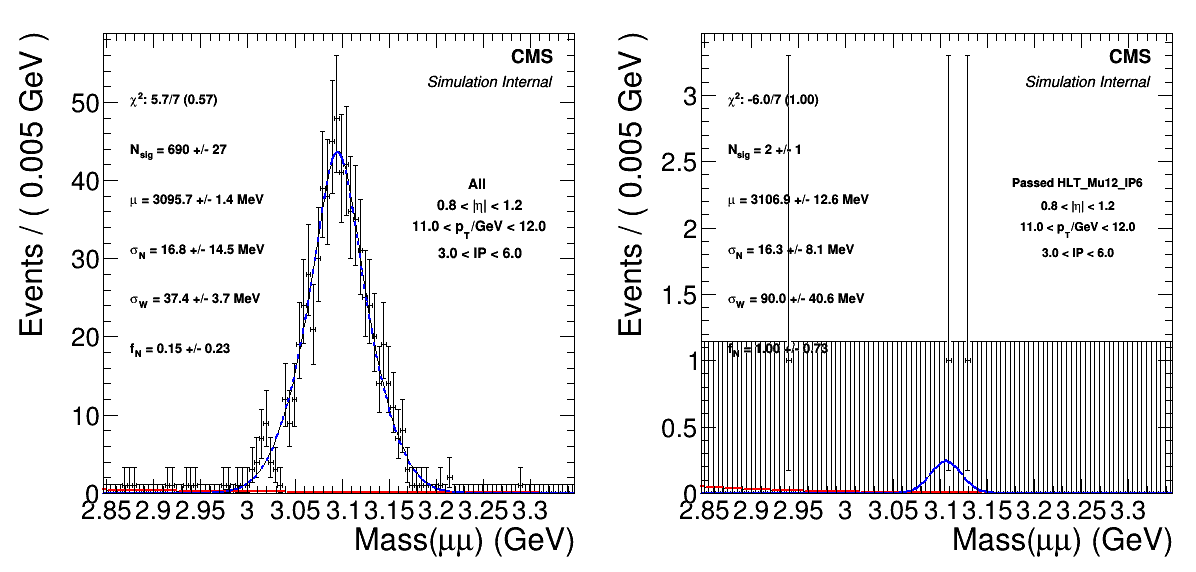 Events / ( 0.005 GeV )
CMS
Simulation Internal
χ²: 5.7/7 (0.57)
N_sig = 690 +/- 27
μ = 3095.7 +/- 1.4 MeV
σ_N = 16.8 +/- 14.5 MeV
σ_W = 37.4 +/- 3.7 MeV
f_N = 0.15 +/- 0.23
All
0.8 < |η| < 1.2
11.0 < p_T/GeV < 12.0
3.0 < IP < 6.0
50
40
30
20
10
0
2.85 2.9 2.95 3 3.05 3.1 3.15 3.2 3.25 3.3
Mass(μμ) (GeV)
Events / ( 0.005 GeV )
CMS
Simulation Internal
χ²: -6.0/7 (1.00)
N_sig = 2 +/- 1
μ = 3106.9 +/- 12.6 MeV
σ_N = 16.3 +/- 8.1 MeV
σ_W = 90.0 +/- 40.6 MeV
f_N = 1.00 +/- 0.73
Passed HLT_Mu12_IP6
0.8 < |η| < 1.2
11.0 < p_T/GeV < 12.0
3.0 < IP < 6.0
3
2.5
2
1.5
1
0.5
0
2.85 2.9 2.95 3 3.05 3.1 3.15 3.2 3.25 3.3
Mass(μμ) (GeV)